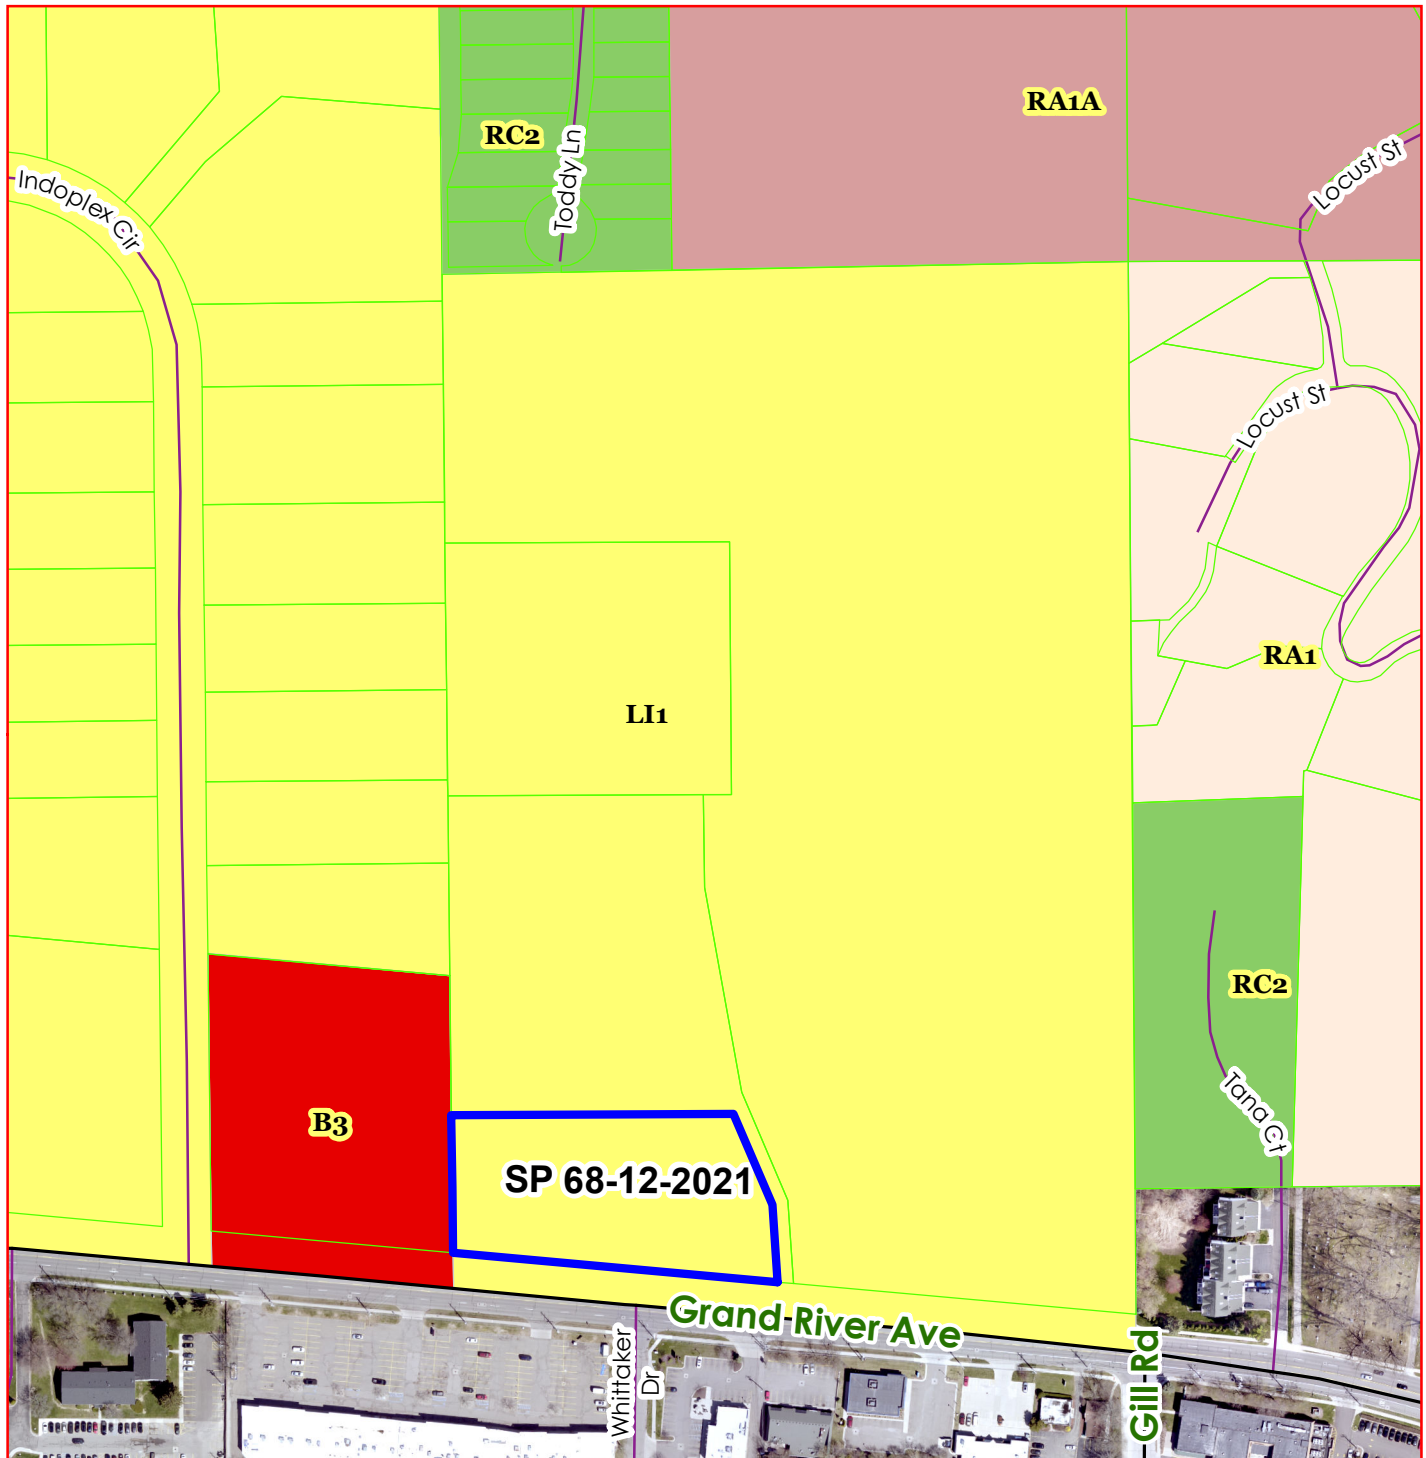 RA1A
RC2
Toddy Ln
Locust St
Indoplex Cir
Locust St
RA1
LI1
RC2
Tana Ct
B3
SP 68-12-2021
Grand River Ave
Whittaker
Dr
Gill Rd